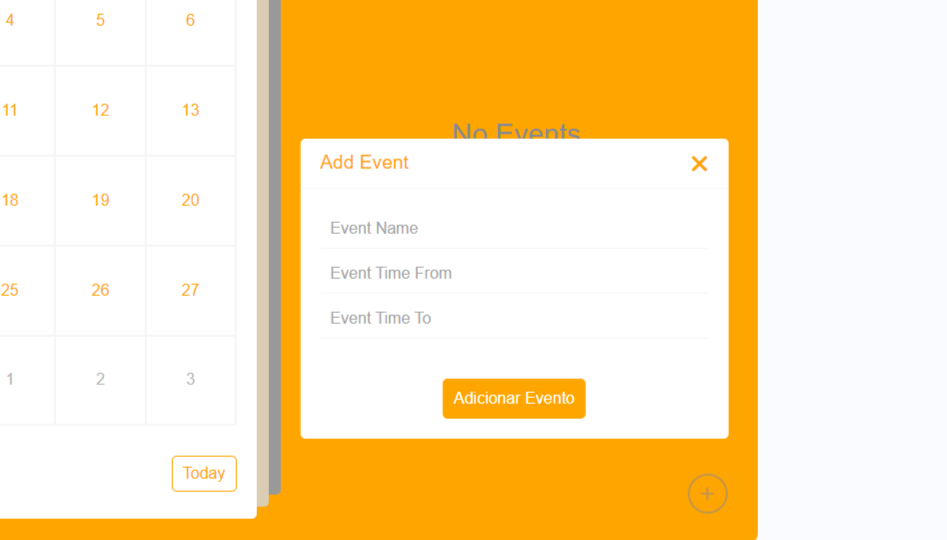 4 5 6
11 12 13
18 19 20
25 26 27
1 2 3
Today
No Events
Add Event
Event Name
Event Time From
Event Time To
Adicionar Evento